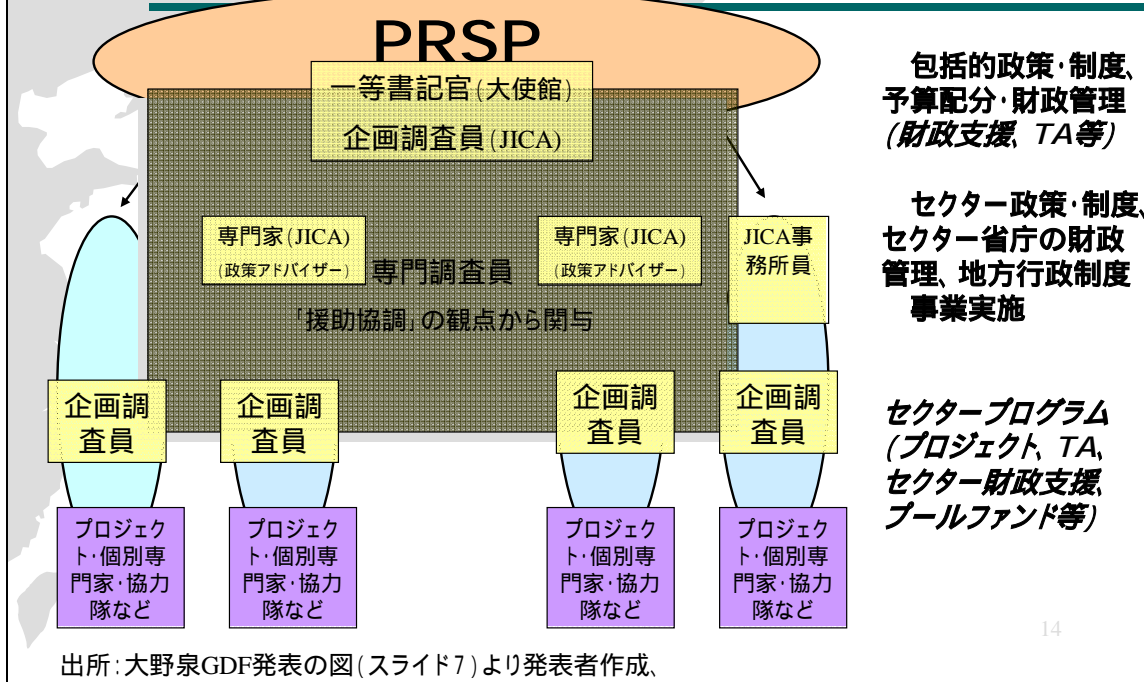 PRSP
一等書記官(大使館)
企画調査員(JICA)
専門家(JICA)
(政策アドバイザー)
専門家(JICA)
(政策アドバイザー)
JICA事
務所員
専門調査員
「援助協調」の観点から関与
企画調
査員
企画調
査員
企画調
査員
企画調
査員
プロジェク
ト・個別専
門家・協力
隊など
プロジェク
ト・個別専
門家・協力
隊など
プロジェク
ト・個別専
門家・協力
隊など
プロジェク
ト・個別専
門家・協力
隊など
包括的政策・制度、
予算配分・財政管理
(財政支援、TA等)
セクター政策・制度、
セクター省庁の財政
管理、地方行政制度
事業実施
セクタープログラム
(プロジェクト、TA、
セクター財政支援、
プールファンド等)
14
出所:大野泉GDF発表の図(スライド7)より発表者作成、